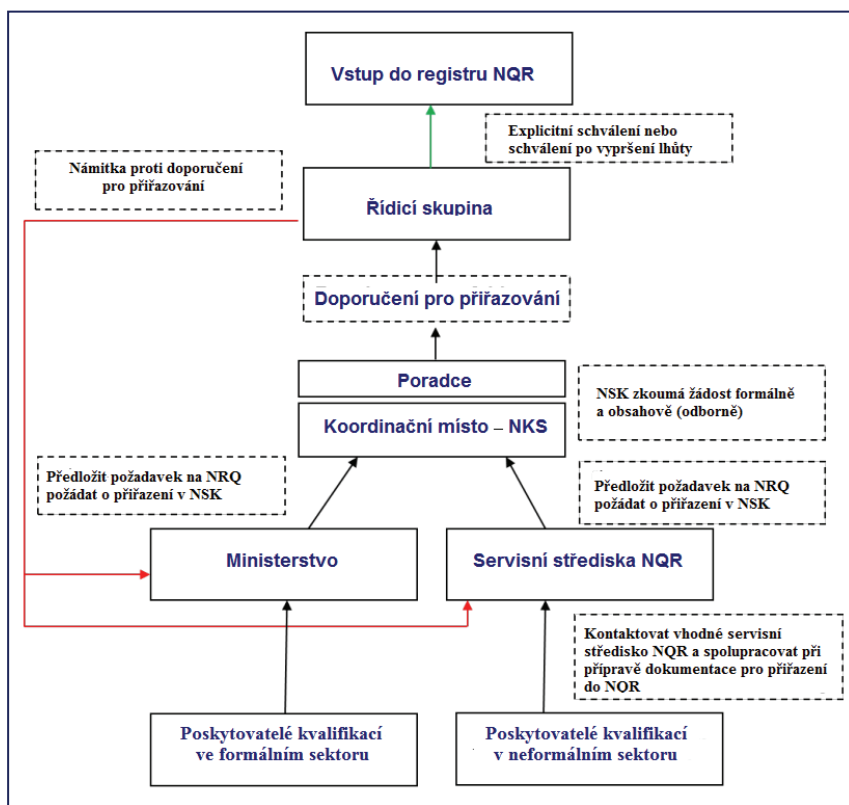 Vstup do registru NQR
Explicitní schválení nebo
schválení po vypršení lhůty
Námitka proti doporučení
pro přiřazování
Řídicí skupina
Doporučení pro přiřazování
Poradce
Koordinační místo – NKS
NSK zkoumá žádost formálně
a obsahově (odborně)
Předložit požadavek na NRQ
požádat o přiřazení v NSK
Předložit požadavek na NRQ
požádat o přiřazení v NSK
Ministerstvo
Servisní střediska NQR
Kontaktovat vhodné servisní
středisko NQR a spolupracovat při
přípravě dokumentace pro přiřazení
do NQR
Poskytovatelé kvalifikací
ve formálním sektoru
Poskytovatelé kvalifikací
v neformálním sektoru